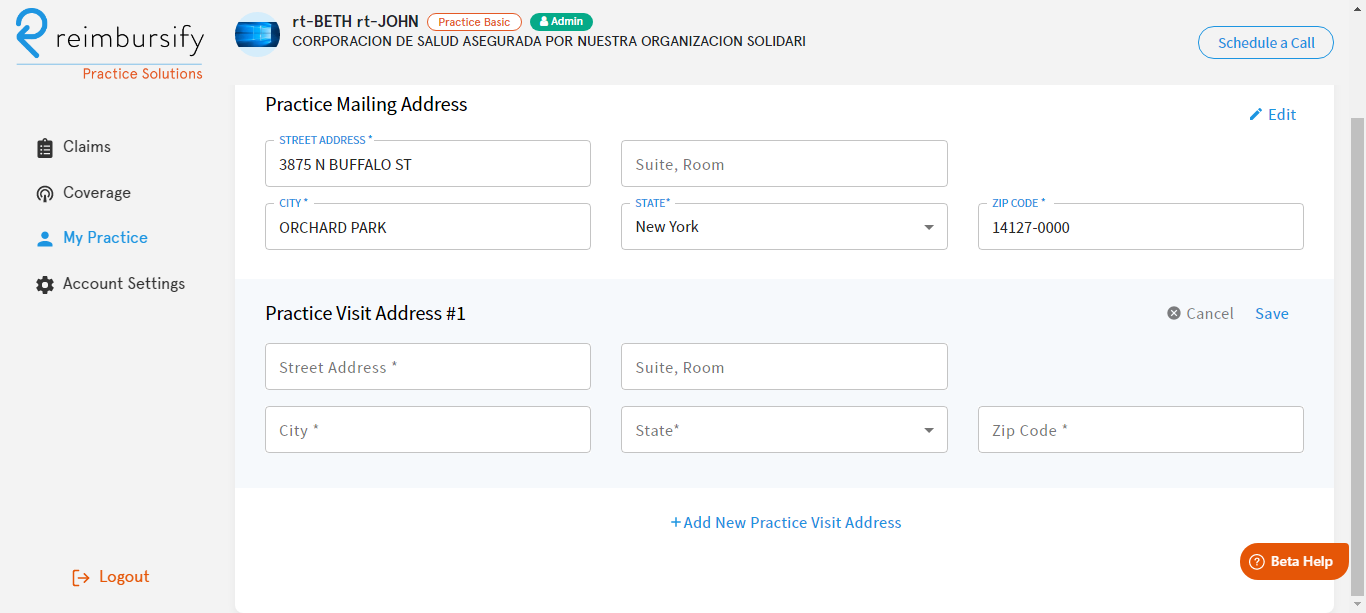 reimbursify
Practice Solutions
rt-BETH rt-JOHN Practice Basic Admin
CORPORACION DE SALUD ASEGURADA POR NUESTRA ORGANIZACION SOLIDARI
Schedule a Call
Claims
Coverage
My Practice
Account Settings
Logout
Practice Mailing Address
Edit
STREET ADDRESS *
3875 N BUFFALO ST
Suite, Room
CITY *
ORCHARD PARK
STATE*
New York
ZIP CODE *
14127-0000
Practice Visit Address #1
Cancel
Save
Street Address *
Suite, Room
City *
State*
Zip Code *
+ Add New Practice Visit Address
? Beta Help